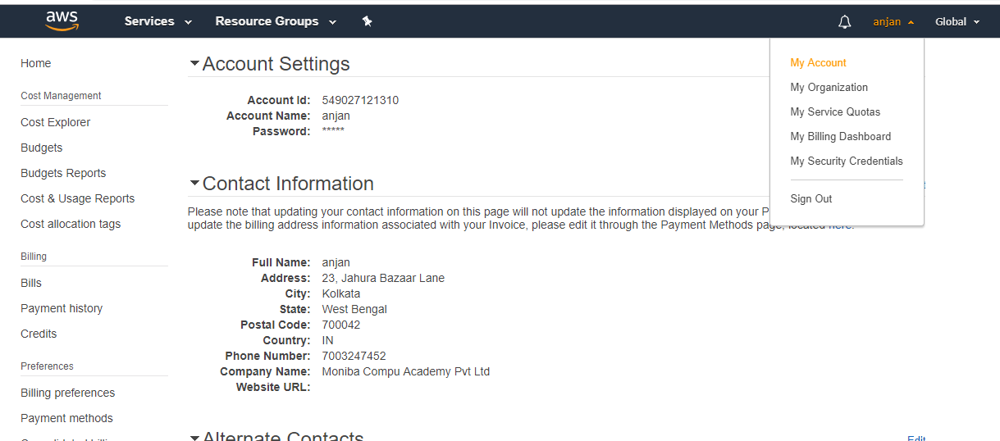 aws Services Resource Groups anjan Global
Home
Cost Management
Cost Explorer
Budgets
Budgets Reports
Cost & Usage Reports
Cost allocation tags
Billing
Bills
Payment history
Credits
Preferences
Billing preferences
Payment methods
Account Settings
Account Id: 549027121310
Account Name: anjan
Password: *****
Contact Information
Please note that updating your contact information on this page will not update the information displayed on your
update the billing address information associated with your Invoice, please edit it through the Payment Methods page, located here.
Full Name: anjan
Address: 23, Jahura Bazaar Lane
City: Kolkata
State: West Bengal
Postal Code: 700042
Country: IN
Phone Number: 7003247452
Company Name: Moniba Compu Academy Pvt Ltd
Website URL:
Alternate Contacts Edit
My Account
My Organization
My Service Quotas
My Billing Dashboard
My Security Credentials
Sign Out